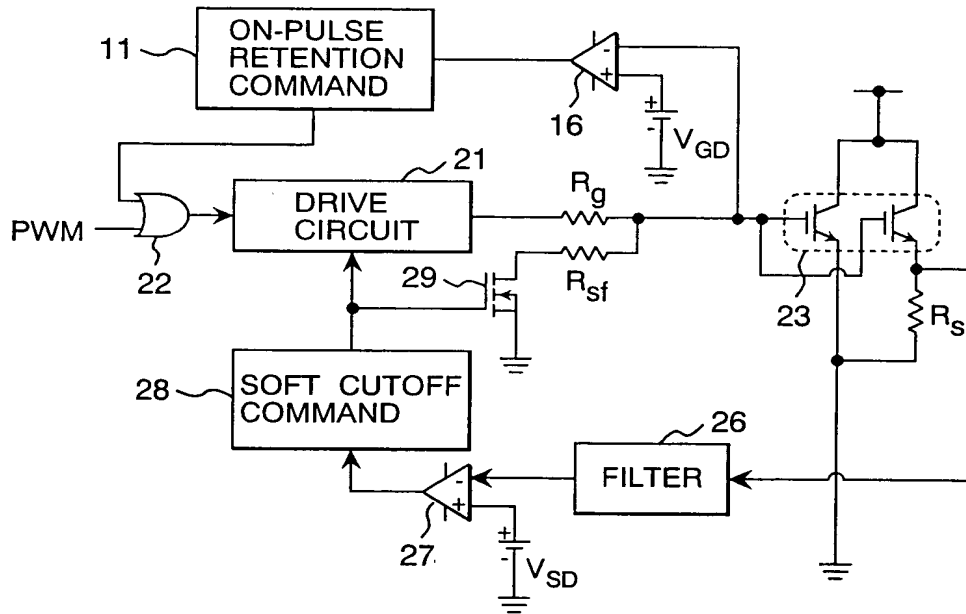 11
ON-PULSE
RETENTION
COMMAND
-
+
16
+
-
V_GD
21
DRIVE
CIRCUIT
R_g
PWM
22
29
R_sf
23
R_s
28
SOFT CUTOFF
COMMAND
26
FILTER
-
+
27
+
-
V_SD